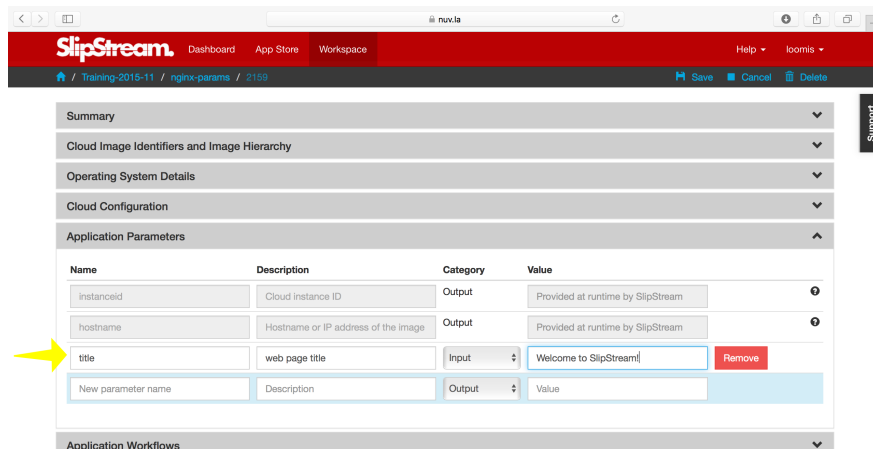 nuv.la
SlipStream. Dashboard App Store Workspace Help loomis
/ Training-2015-11 / nginx-params / 2159 Save Cancel Delete
Support
Summary
Cloud Image Identifiers and Image Hierarchy
Operating System Details
Cloud Configuration
Application Parameters
Name Description Category Value
instanceid Cloud instance ID Output Provided at runtime by SlipStream
hostname Hostname or IP address of the image Output Provided at runtime by SlipStream
title web page title Input Welcome to SlipStream! Remove
New parameter name Description Output Value
Application Workflows